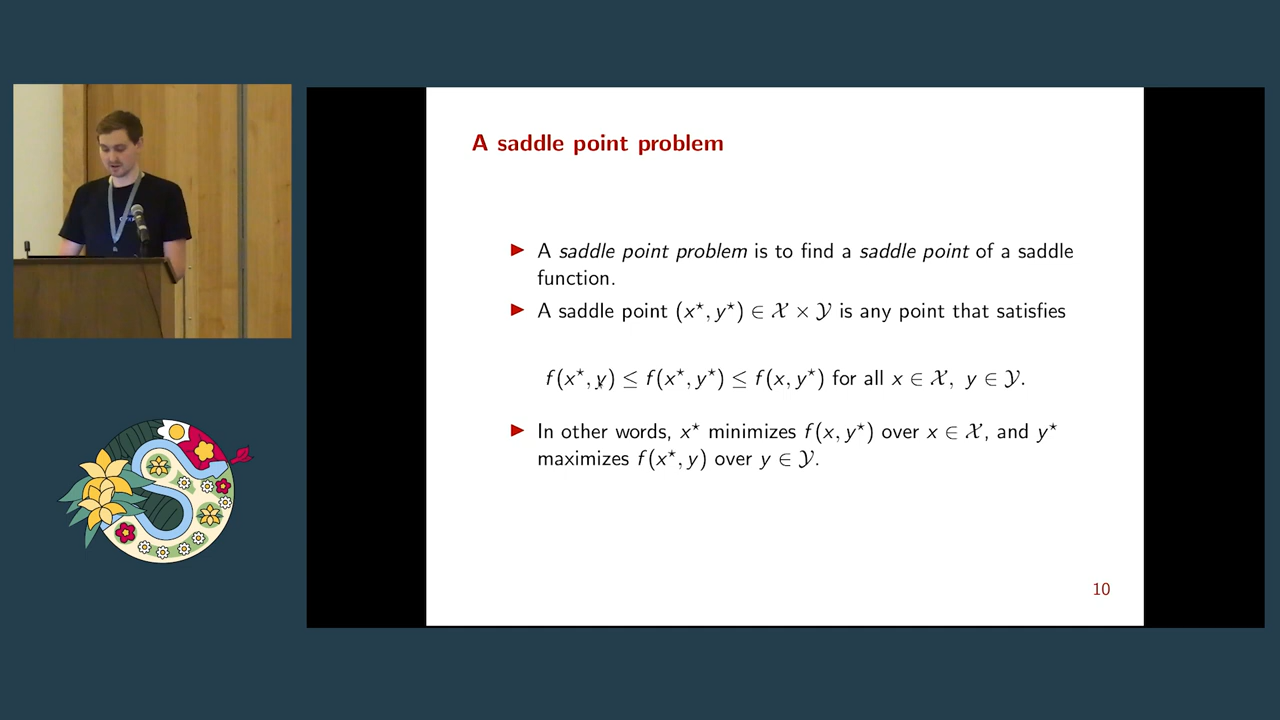 A saddle point problem
▶ A saddle point problem is to find a saddle point of a saddle
function.
▶ A saddle point (x⋆, y⋆) ∈ 𝒳 × 𝒴 is any point that satisfies
f(x⋆, y) ≤ f(x⋆, y⋆) ≤ f(x, y⋆) for all x ∈ 𝒳, y ∈ 𝒴.
▶ In other words, x⋆ minimizes f(x, y⋆) over x ∈ 𝒳, and y⋆
maximizes f(x⋆, y) over y ∈ 𝒴.
10